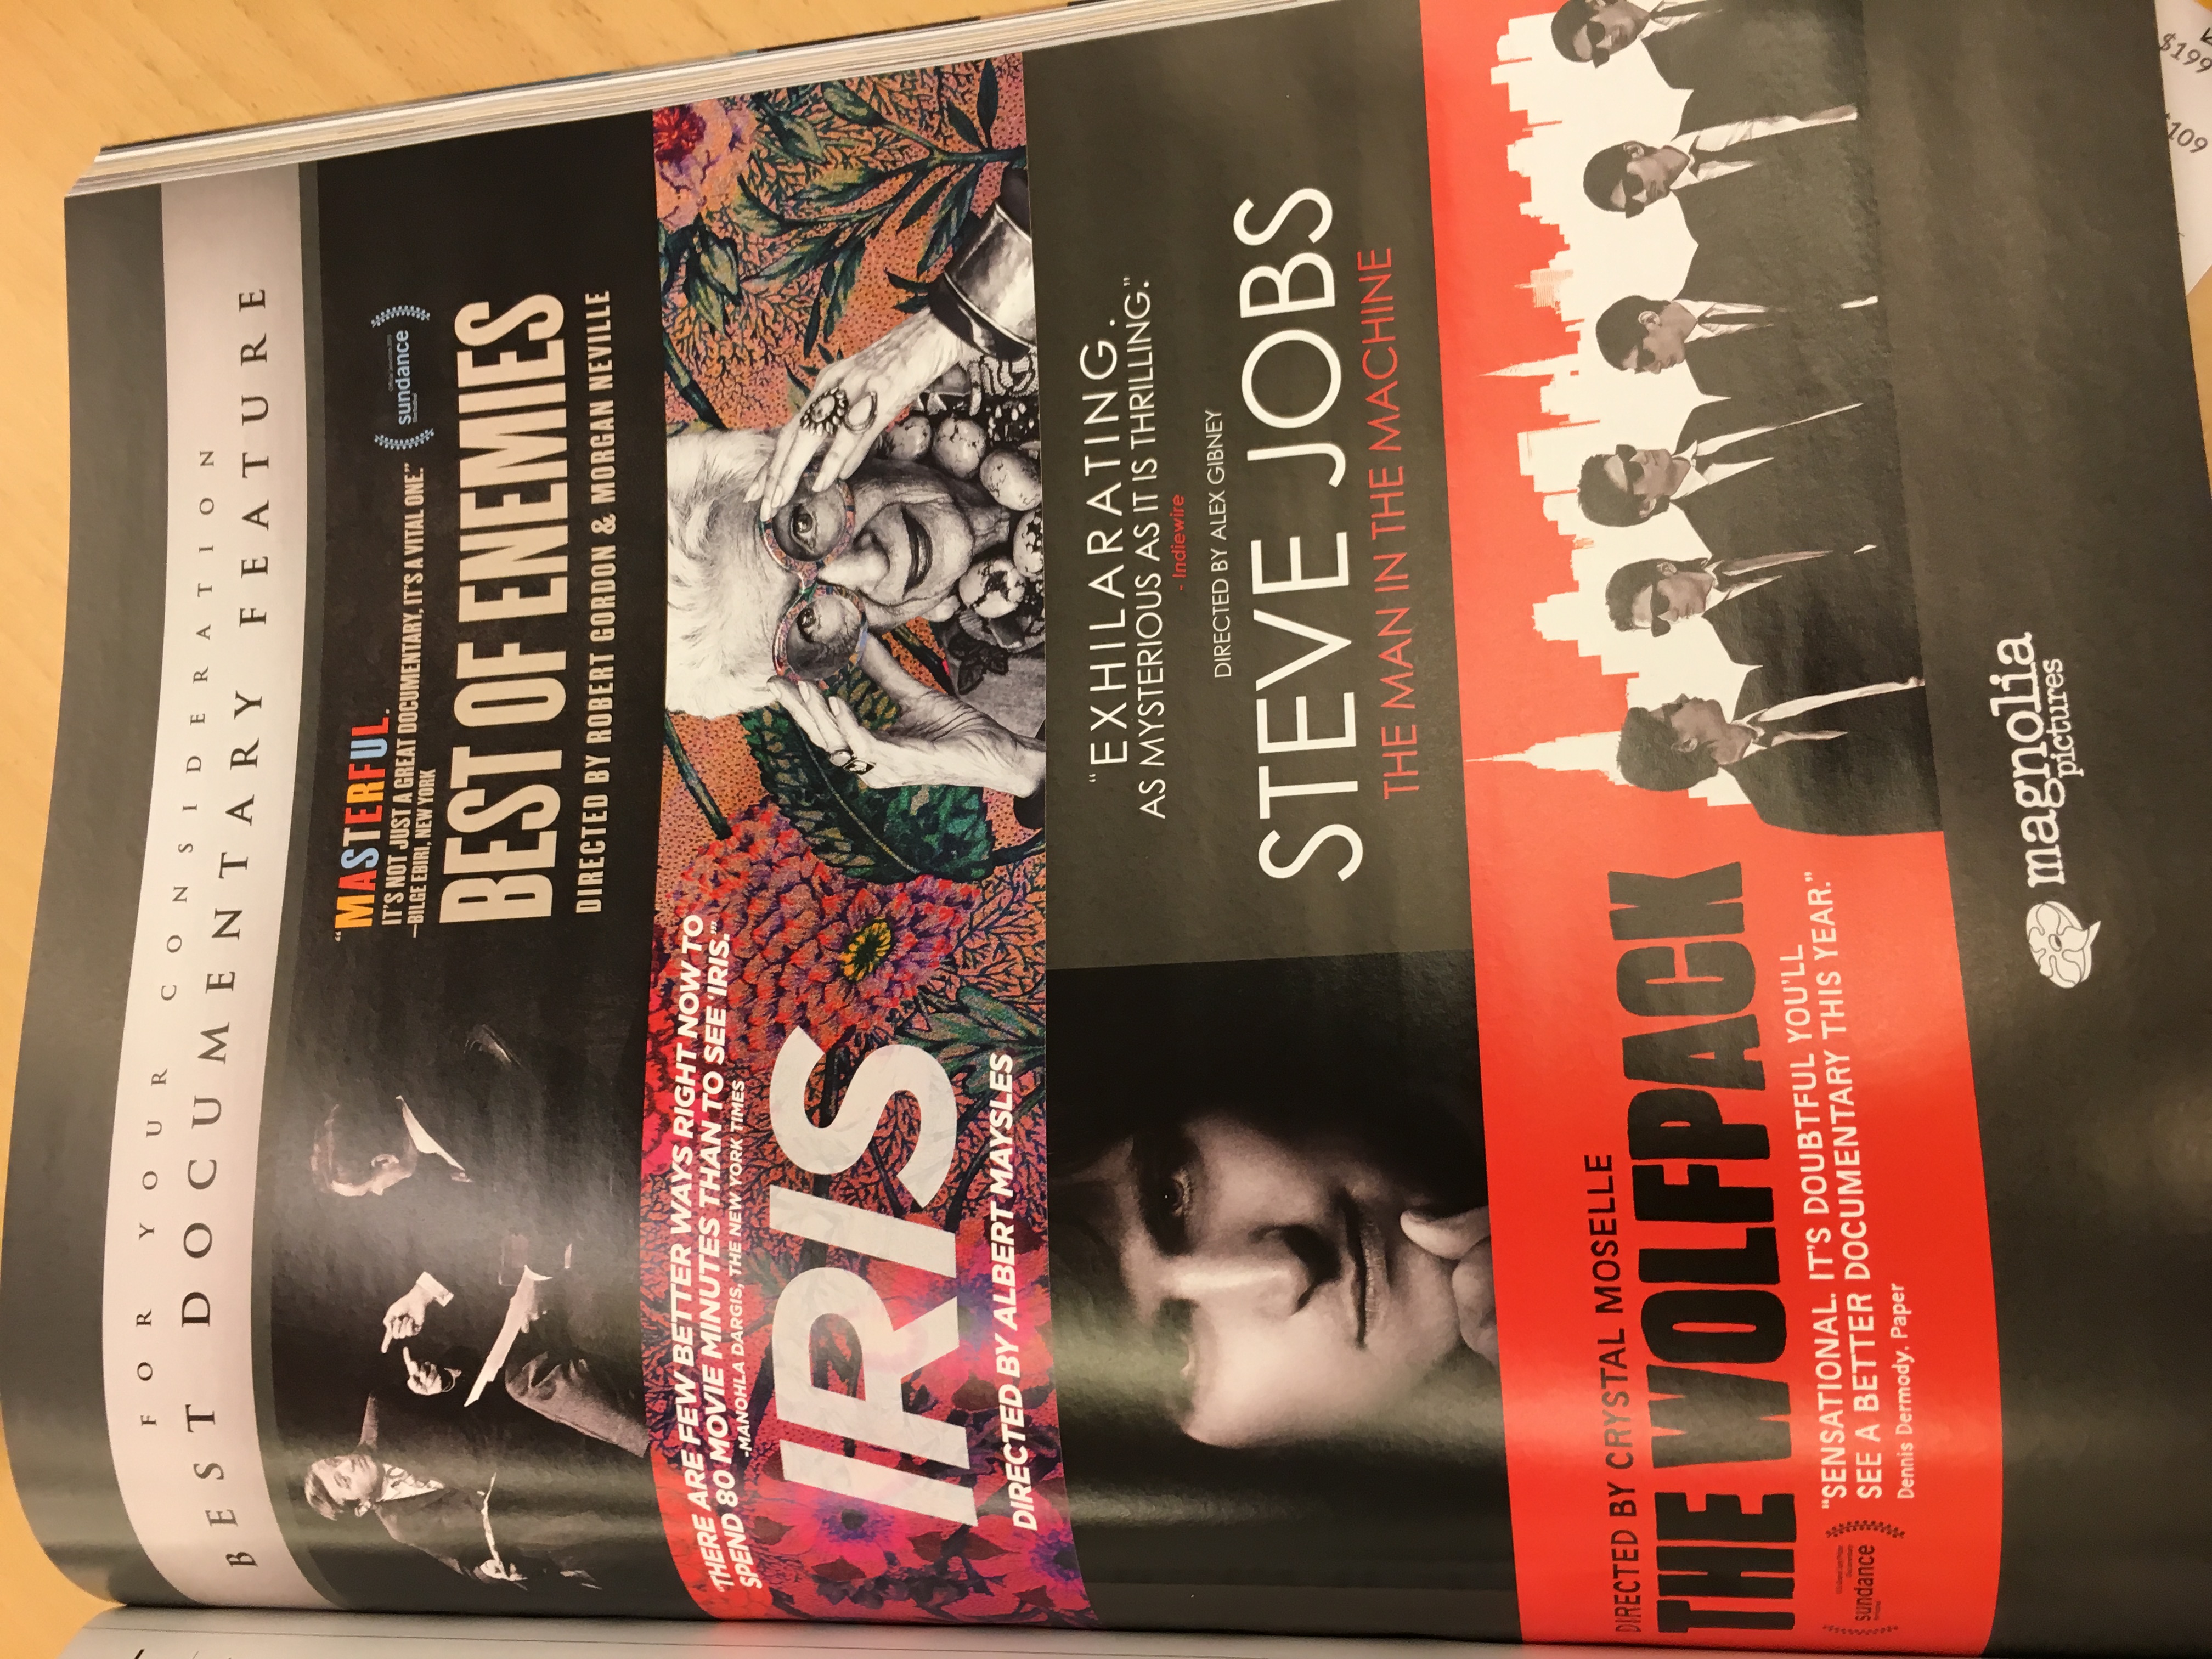 FOR YOUR CONSIDERATION
BEST DOCUMENTARY FEATURE
"MASTERFUL.
IT'S NOT JUST A GREAT DOCUMENTARY, IT'S A VITAL ONE."
–BILGE EBIRI, NEW YORK
sundance
BEST OF ENEMIES
DIRECTED BY ROBERT GORDON & MORGAN NEVILLE
"THERE ARE FEW BETTER WAYS RIGHT NOW TO
SPEND 80 MOVIE MINUTES THAN TO SEE 'IRIS.'"
-MANOHLA DARGIS, THE NEW YORK TIMES
IRIS
DIRECTED BY ALBERT MAYSLES
"EXHILARATING.
AS MYSTERIOUS AS IT IS THRILLING."
- Indiewire
DIRECTED BY ALEX GIBNEY
STEVE JOBS
THE MAN IN THE MACHINE
DIRECTED BY CRYSTAL MOSELLE
THE WOLFPACK
sundance
"SENSATIONAL. IT'S DOUBTFUL YOU'LL
SEE A BETTER DOCUMENTARY THIS YEAR."
Dennis Dermody, Paper
magnolia
pictures
109
$199